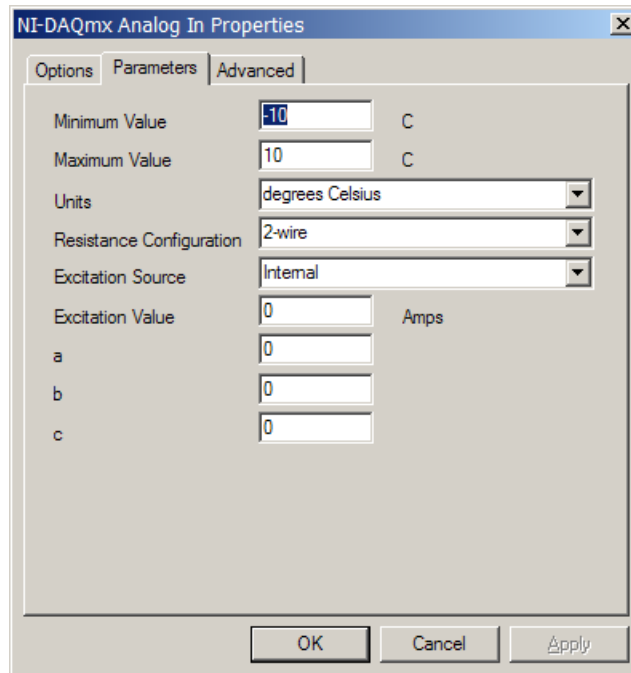 NI-DAQmx Analog In Properties
Options Parameters Advanced
Minimum Value -10 C
Maximum Value 10 C
Units degrees Celsius
Resistance Configuration 2-wire
Excitation Source Internal
Excitation Value 0 Amps
a 0
b 0
c 0
OK Cancel Apply